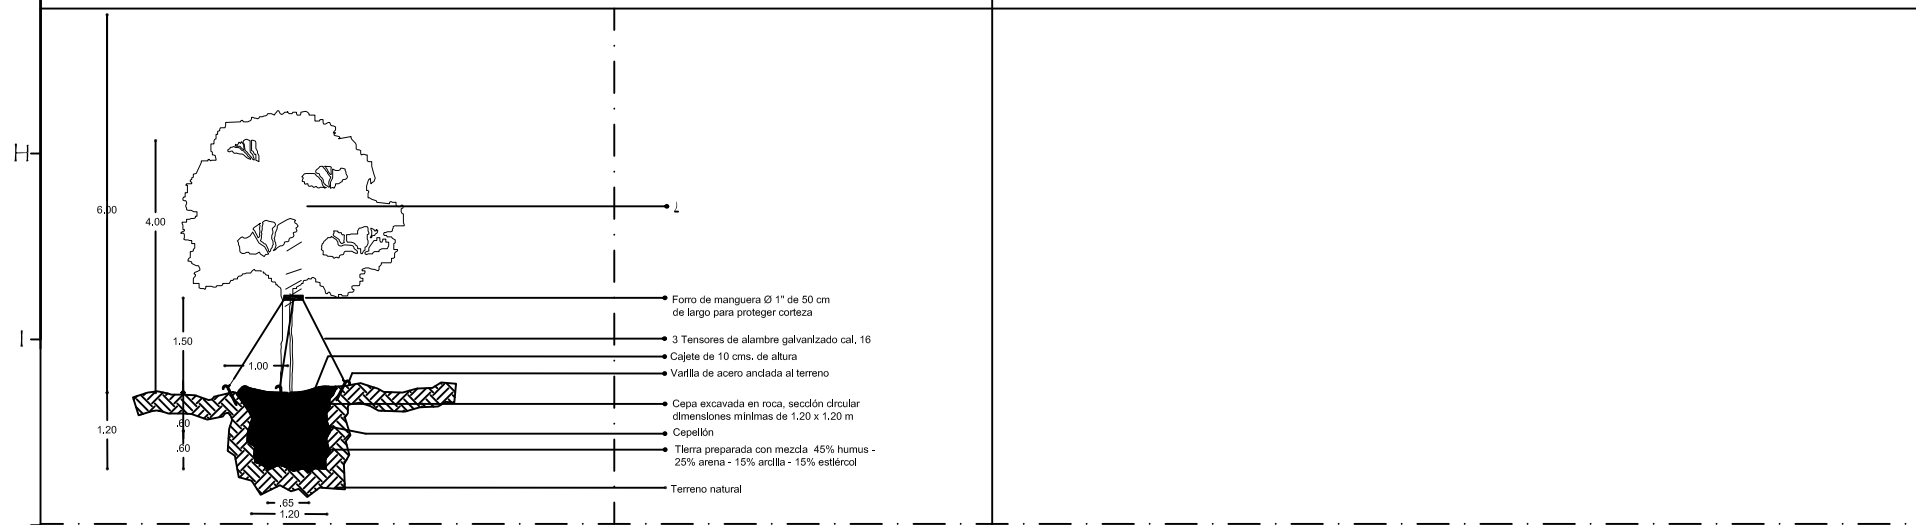 H
6.00
4.00
Forro de manguera Ø 1" de 50 cm
de largo para proteger corteza
I
1.50
3 Tensores de alambre galvanizado cal. 16
Cajete de 10 cms. de altura
1.00
Varilla de acero anclada al terreno
Cepa excavada en roca, sección circular
dimensiones minimas de 1.20 x 1.20 m
.60
1.20
Cepellón
.60
Tierra preparada con mezcla 45% humus -
25% arena - 15% arcilla - 15% estiércol
Terreno natural
.65
1.20